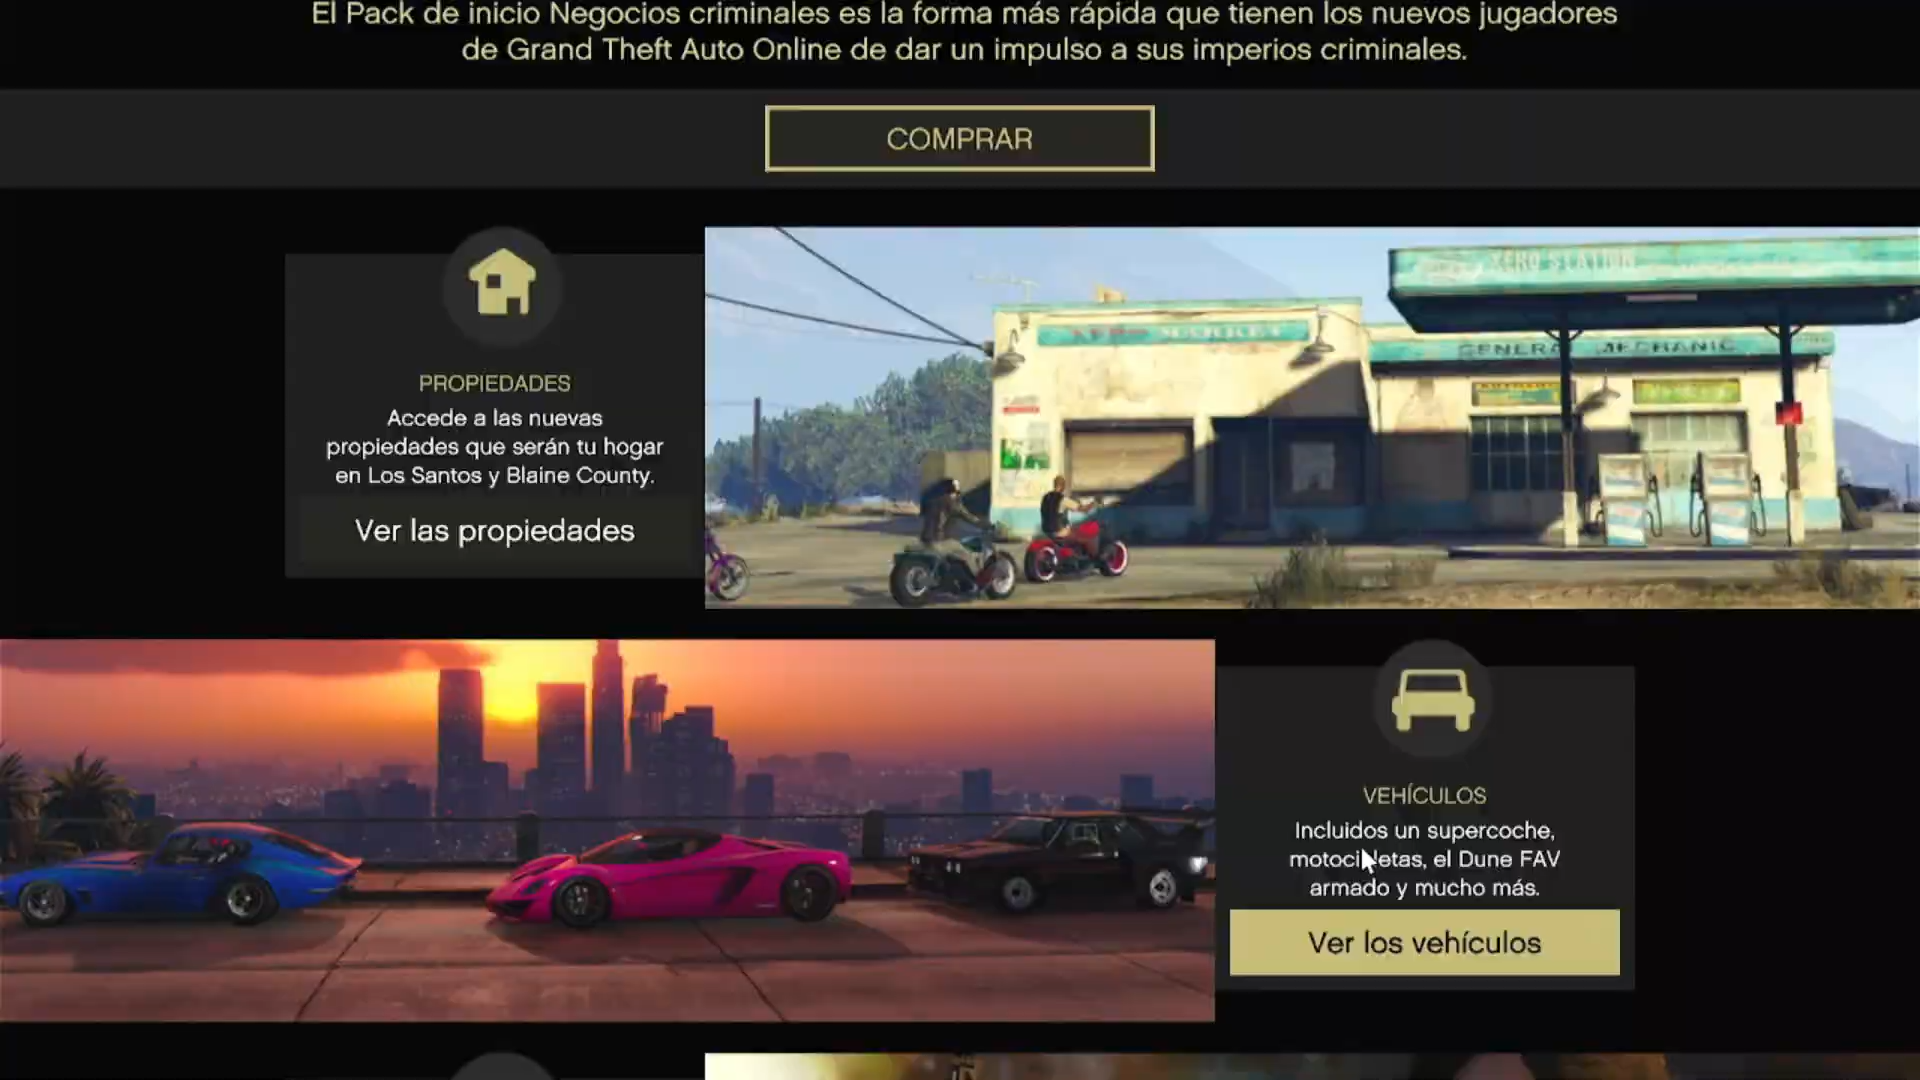 El Pack de inicio Negocios criminales es la forma más rápida que tienen los nuevos jugadores
de Grand Theft Auto Online de dar un impulso a sus imperios criminales.
COMPRAR
XERO STATION
MARKET
GENERAL MECHANIC
PROPIEDADES
Accede a las nuevas
propiedades que serán tu hogar
en Los Santos y Blaine County.
Ver las propiedades
VEHÍCULOS
Incluidos un supercoche,
motocicletas, el Dune FAV
armado y mucho más.
Ver los vehículos